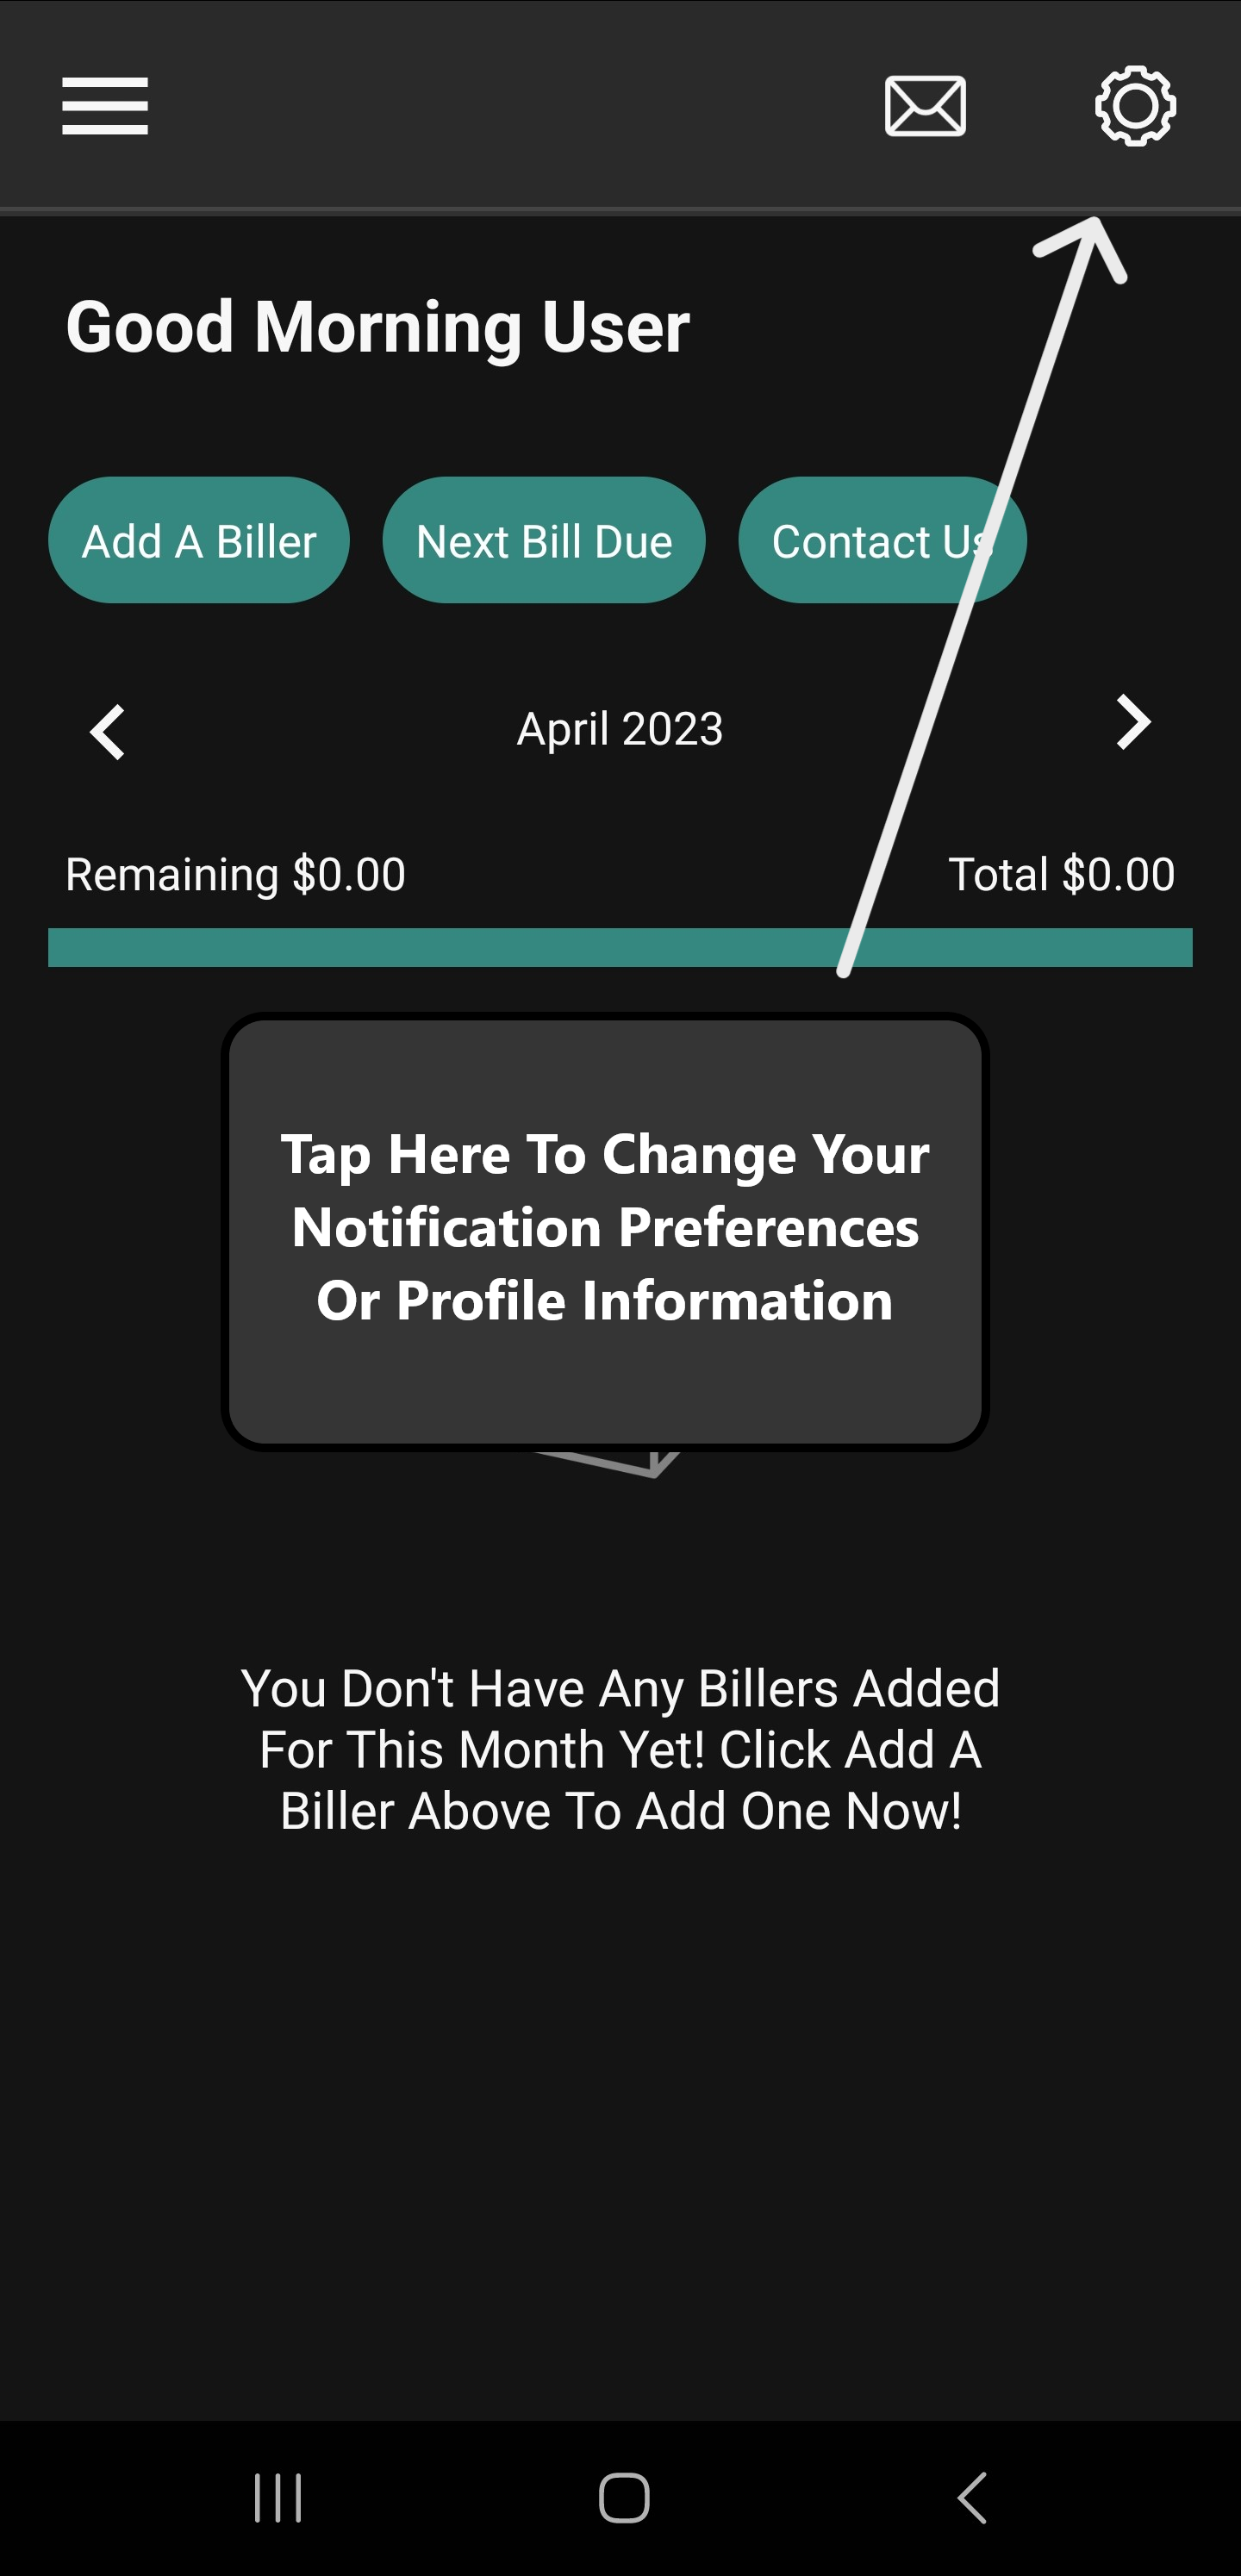 Good Morning User
Add A Biller
Next Bill Due
Contact Us
April 2023
Remaining $0.00
Total $0.00
Tap Here To Change Your
Notification Preferences
Or Profile Information
You Don't Have Any Billers Added
For This Month Yet! Click Add A
Biller Above To Add One Now!